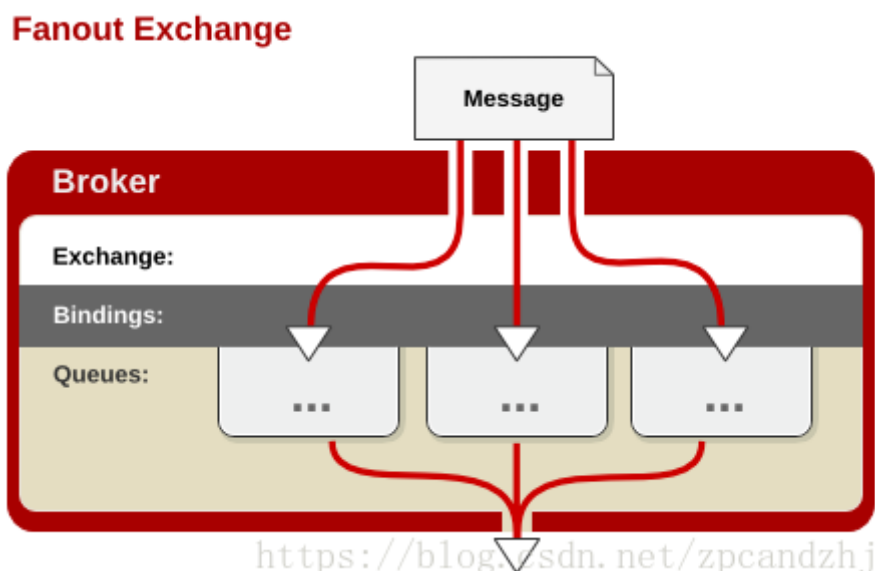 Fanout Exchange
Message
Broker
Exchange:
Bindings:
Queues:
... ... ...
https://blog.csdn.net/zpcandzhj